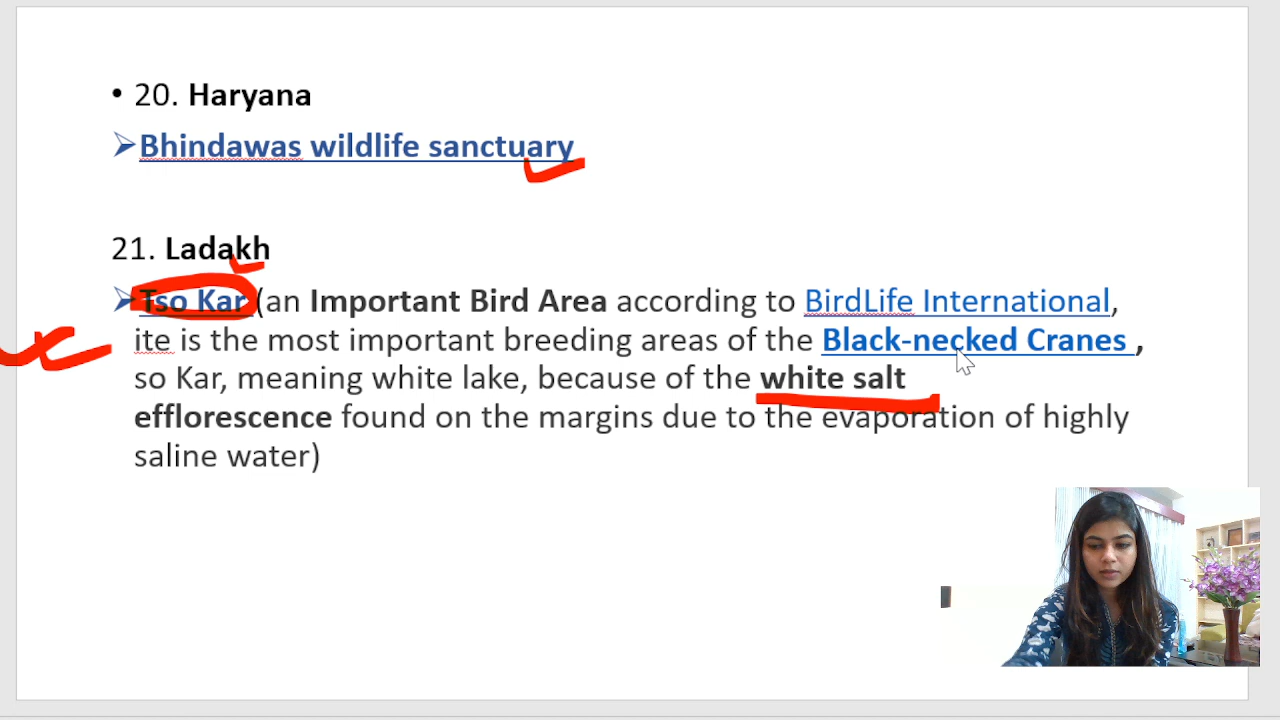 • 20. Haryana
➢Bhindawas wildlife sanctuary
21. Ladakh
➢Tso Kar (an Important Bird Area according to BirdLife International,
ite is the most important breeding areas of the Black-necked Cranes ,
so Kar, meaning white lake, because of the white salt
efflorescence found on the margins due to the evaporation of highly
saline water)